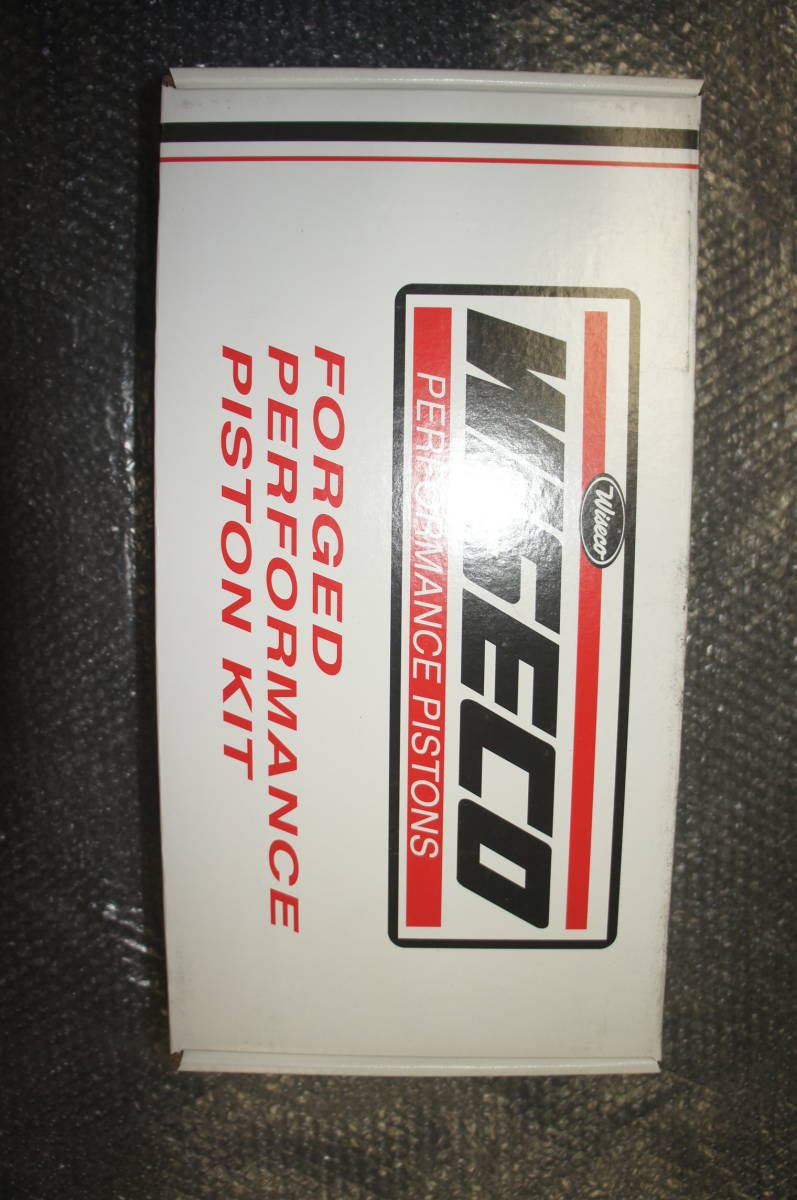 Wiseco
WISECO
PERFORMANCE PISTONS
FORGED
PERFORMANCE
PISTON KIT